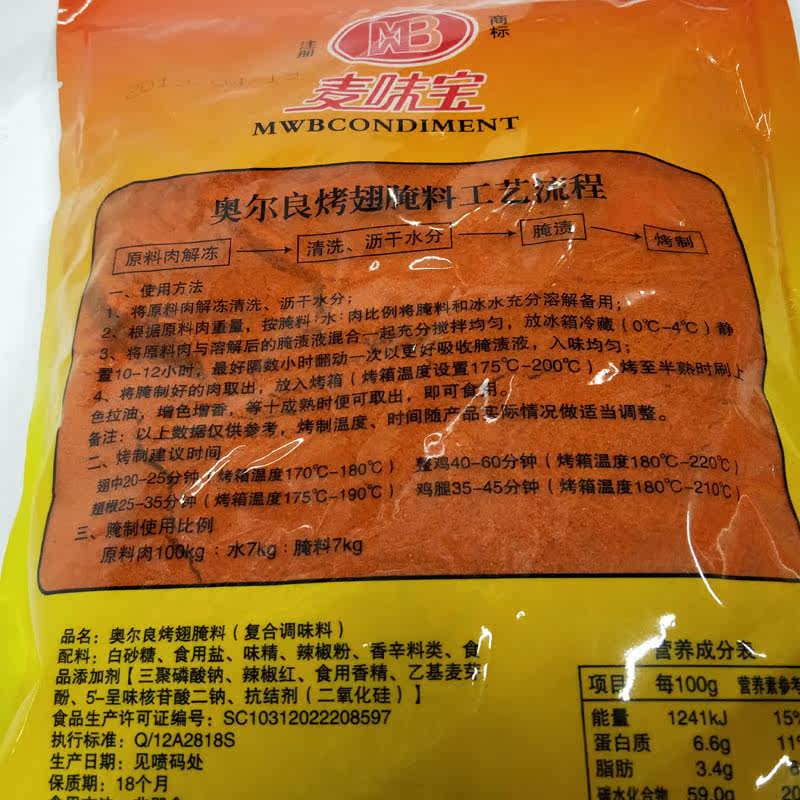 注册
MB
商标
麦味宝
MWBCONDIMENT
奥尔良烤翅腌料工艺流程
原料肉解冻 清洗、沥干水分 腌渍 烤制
一、使用方法
1、将原料肉解冻清洗、沥干水分；
2、根据原料肉重量，按腌料:水:肉比例将腌料和冰水充分溶解备用；
3、将原料肉与溶解后的腌渍液混合一起充分搅拌均匀，放冰箱冷藏（0℃-4℃）静
置10-12小时，最好隔数小时翻动一次以更好吸收腌渍液，入味均匀；
4、将腌制好的肉取出，放入烤箱（烤箱温度设置175℃-200℃）烤至半熟时刷上
色拉油，增色增香，等十成熟时便可取出，即可食用。
备注：以上数据仅供参考，烤制温度、时间随产品实际情况做适当调整。
二、烤制建议时间
翅中20-25分钟（烤箱温度170℃-180℃） 整鸡40-60分钟（烤箱温度180℃-220℃）
翅根25-35分钟（烤箱温度175℃-190℃） 鸡腿35-45分钟（烤箱温度180℃-210℃）
三、腌制使用比例
原料肉100kg：水7kg：腌料7kg
品名：奥尔良烤翅腌料（复合调味料）
配料：白砂糖、食用盐、味精、辣椒粉、香辛料类、食
品添加剂【三聚磷酸钠、辣椒红、食用香精、乙基麦芽
酚、5-呈味核苷酸二钠、抗结剂（二氧化硅）】
食品生产许可证编号：SC10312022208597
执行标准：Q/12A2818S
生产日期：见喷码处
保质期：18个月
营养成分表
项目 每100g 营养素参考
能量 1241kJ 15%
蛋白质 6.6g 11%
脂肪 3.4g
碳水化合物 59.0g 20